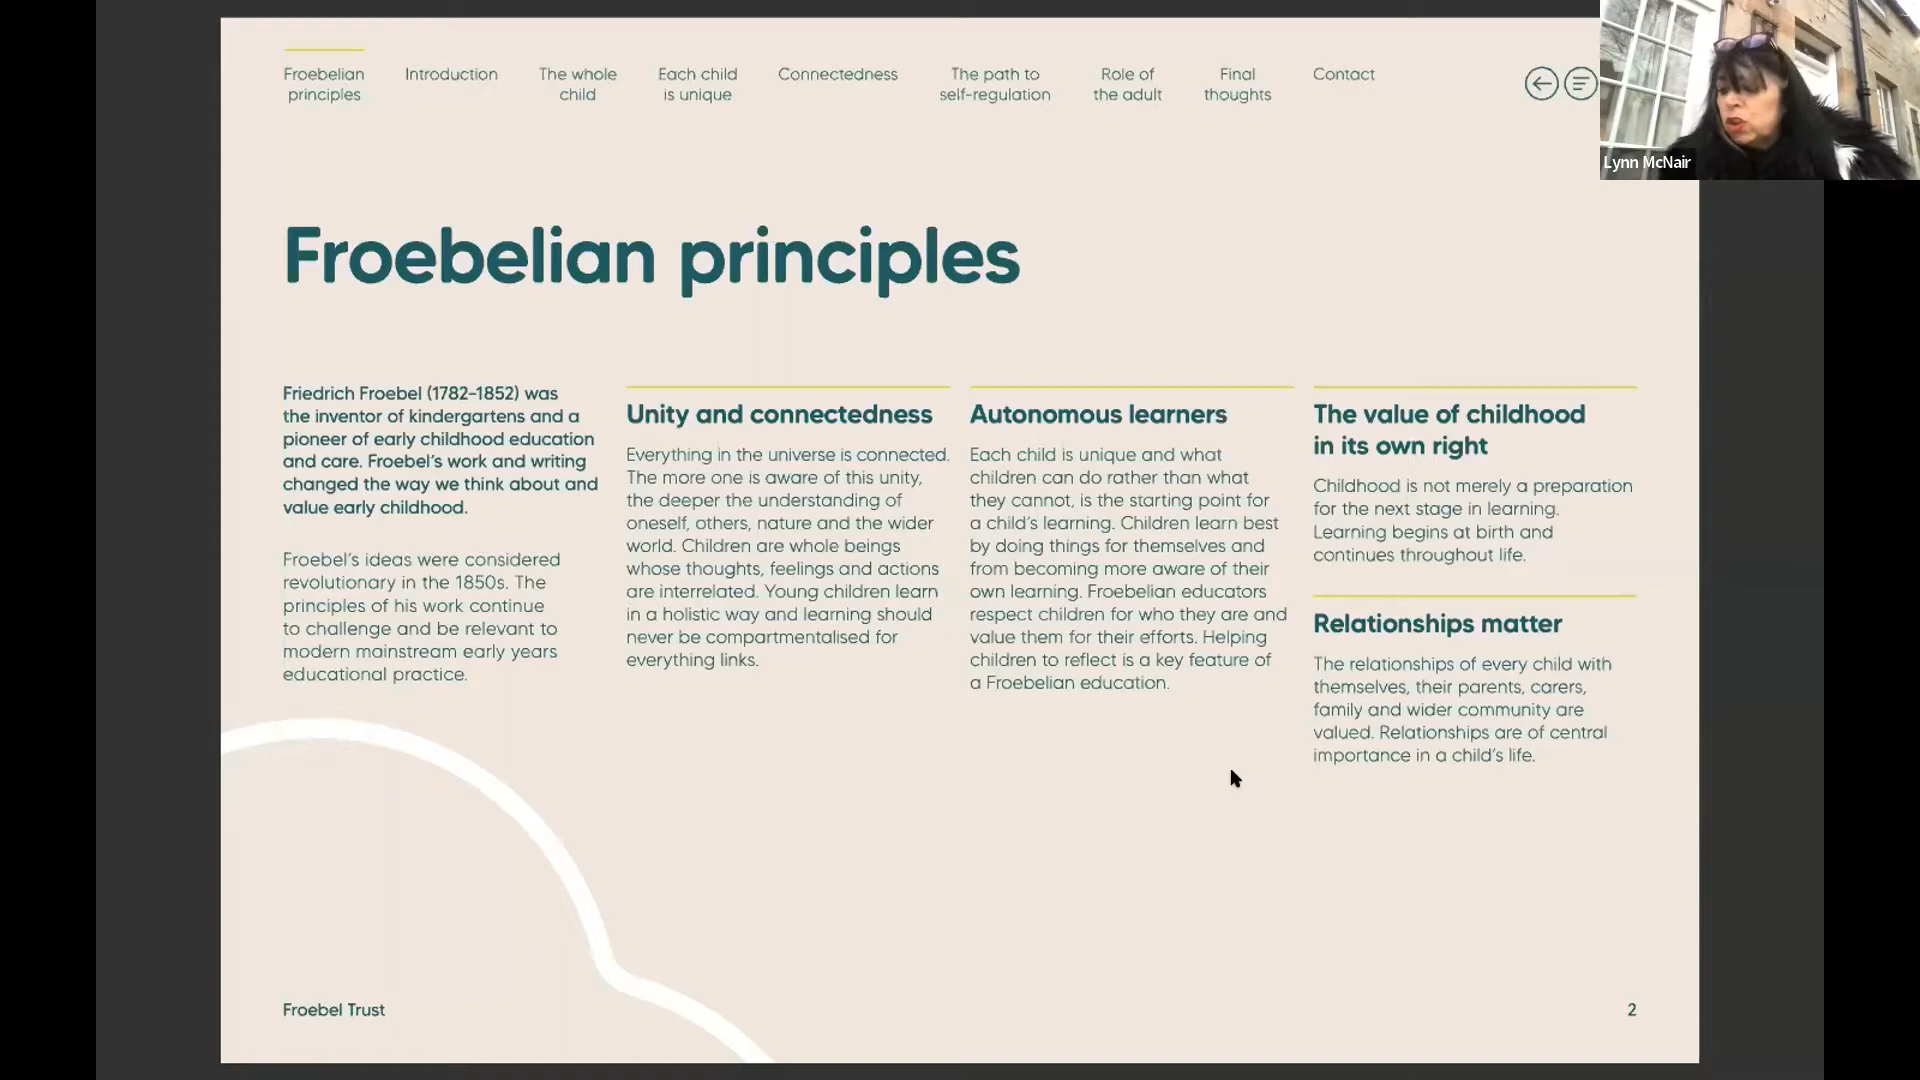 Froebelian
principles
Introduction
The whole
child
Each child
is unique
Connectedness
The path to
self-regulation
Role of
the adult
Final
thoughts
Contact
Lynn McNair
Froebelian principles
Friedrich Froebel (1782–1852) was
the inventor of kindergartens and a
pioneer of early childhood education
and care. Froebel’s work and writing
changed the way we think about and
value early childhood.
Froebel’s ideas were considered
revolutionary in the 1850s. The
principles of his work continue
to challenge and be relevant to
modern mainstream early years
educational practice.
Unity and connectedness
Everything in the universe is connected.
The more one is aware of this unity,
the deeper the understanding of
oneself, others, nature and the wider
world. Children are whole beings
whose thoughts, feelings and actions
are interrelated. Young children learn
in a holistic way and learning should
never be compartmentalised for
everything links.
Autonomous learners
Each child is unique and what
children can do rather than what
they cannot, is the starting point for
a child’s learning. Children learn best
by doing things for themselves and
from becoming more aware of their
own learning. Froebelian educators
respect children for who they are and
value them for their efforts. Helping
children to reflect is a key feature of
a Froebelian education.
The value of childhood
in its own right
Childhood is not merely a preparation
for the next stage in learning.
Learning begins at birth and
continues throughout life.
Relationships matter
The relationships of every child with
themselves, their parents, carers,
family and wider community are
valued. Relationships are of central
importance in a child’s life.
Froebel Trust
2